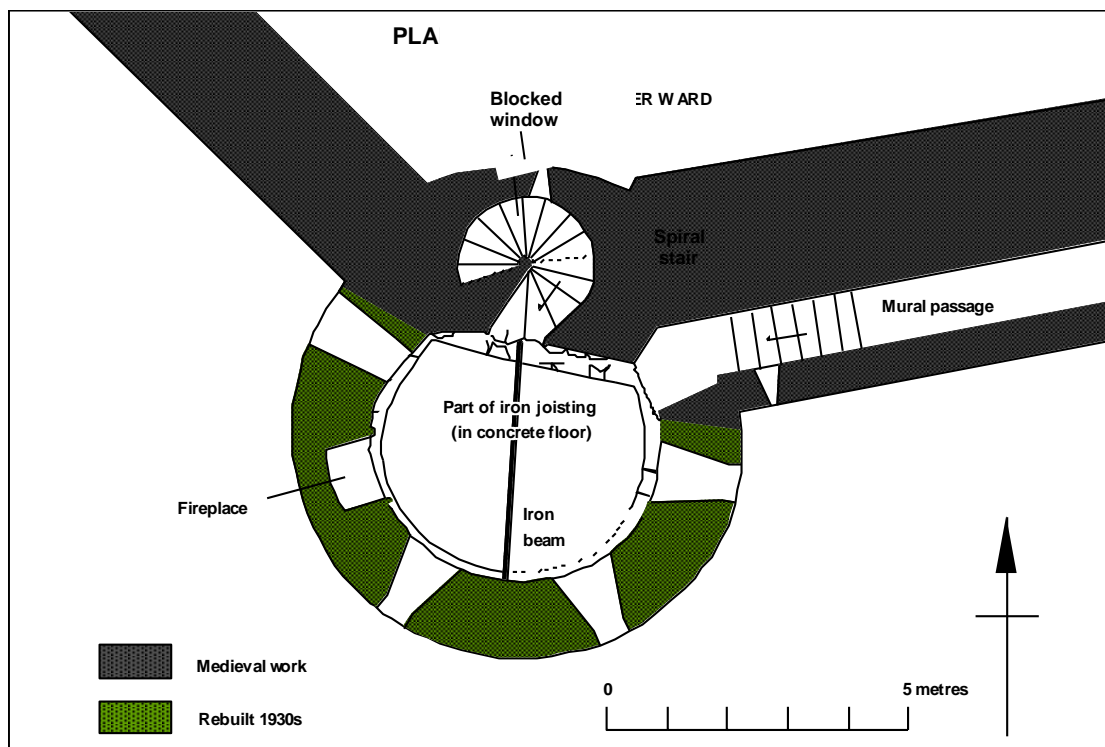 PLA
Blocked
window
ER WARD
Spiral
stair
Mural passage
Part of iron joisting
(in concrete floor)
Fireplace
Iron
beam
Medieval work
Rebuilt 1930s
0
5 metres